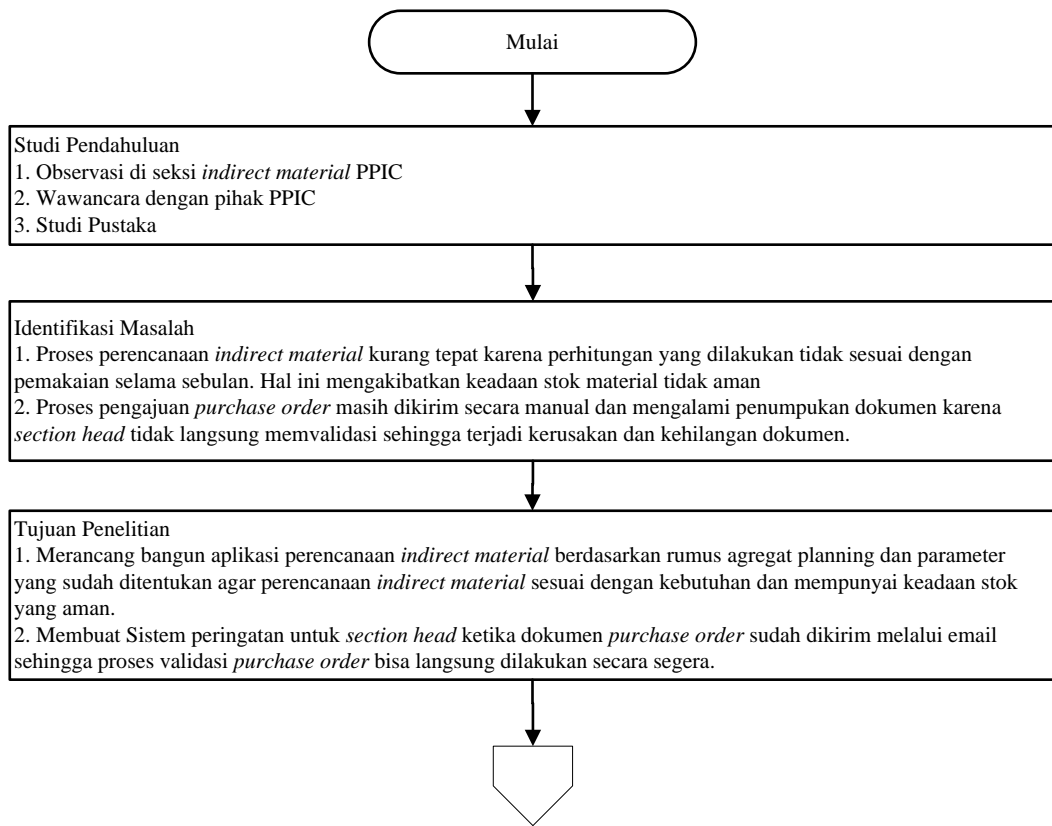 Mulai
Studi Pendahuluan
1. Observasi di seksi indirect material PPIC
2. Wawancara dengan pihak PPIC
3. Studi Pustaka
Identifikasi Masalah
1. Proses perencanaan indirect material kurang tepat karena perhitungan yang dilakukan tidak sesuai dengan
pemakaian selama sebulan. Hal ini mengakibatkan keadaan stok material tidak aman
2. Proses pengajuan purchase order masih dikirim secara manual dan mengalami penumpukan dokumen karena
section head tidak langsung memvalidasi sehingga terjadi kerusakan dan kehilangan dokumen.
Tujuan Penelitian
1. Merancang bangun aplikasi perencanaan indirect material berdasarkan rumus agregat planning dan parameter
yang sudah ditentukan agar perencanaan indirect material sesuai dengan kebutuhan dan mempunyai keadaan stok
yang aman.
2. Membuat Sistem peringatan untuk section head ketika dokumen purchase order sudah dikirim melalui email
sehingga proses validasi purchase order bisa langsung dilakukan secara segera.